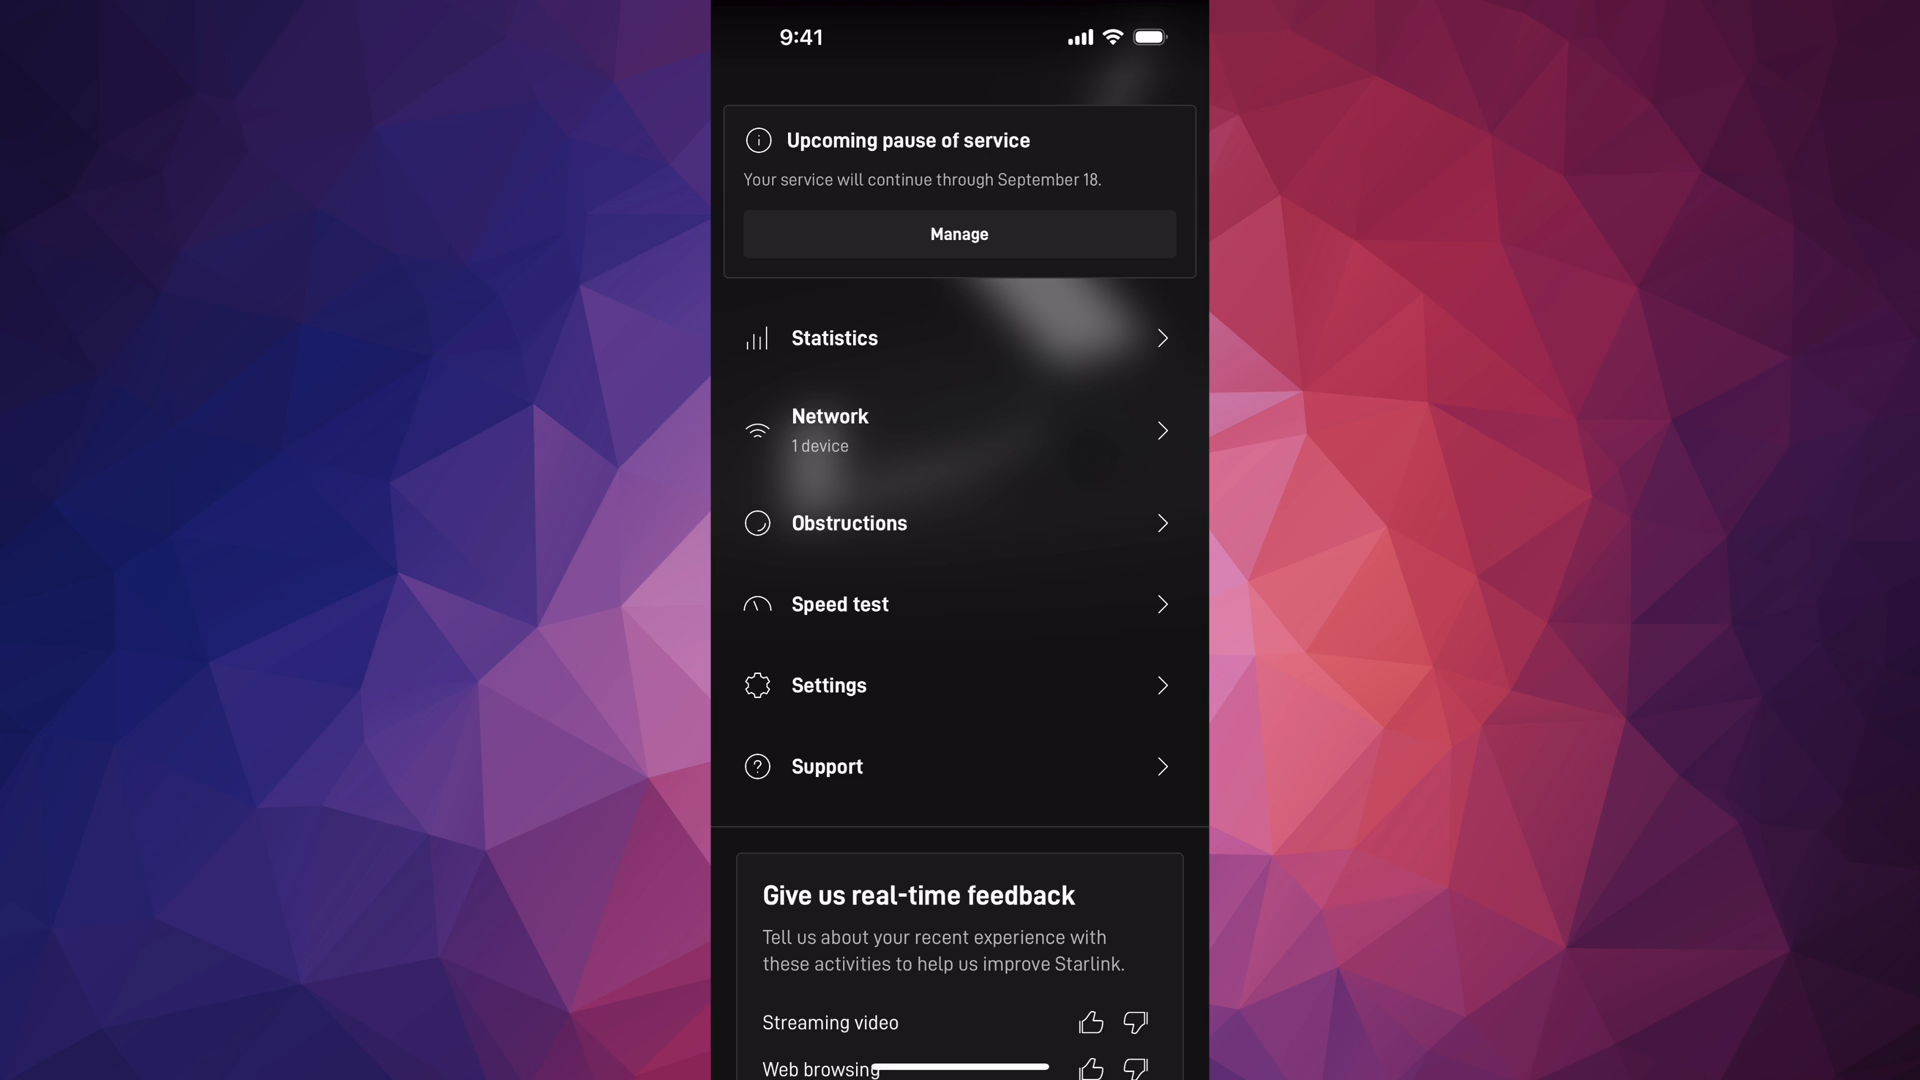 9:41
Upcoming pause of service
Your service will continue through September 18.
Manage
Statistics
Network
1 device
Obstructions
Speed test
Settings
Support
Give us real-time feedback
Tell us about your recent experience with
these activities to help us improve Starlink.
Streaming video
Web browsing